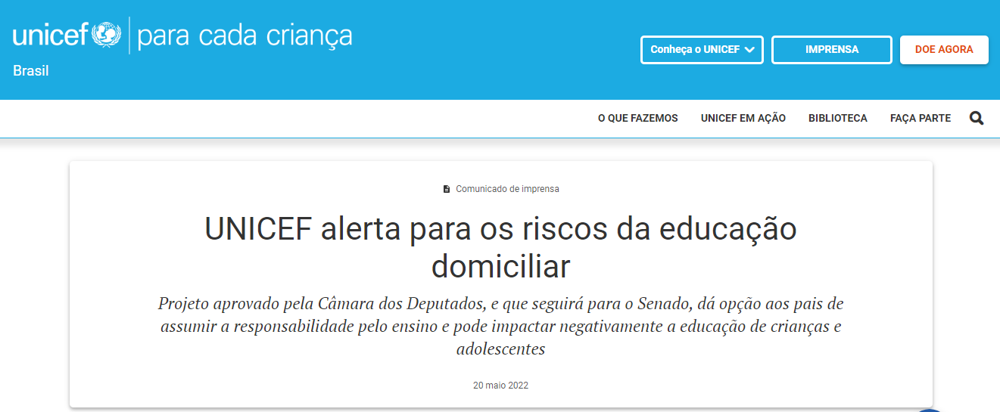 unicef para cada criança
Brasil
Conheça o UNICEF
IMPRENSA
DOE AGORA
O QUE FAZEMOS
UNICEF EM AÇÃO
BIBLIOTECA
FAÇA PARTE
Comunicado de imprensa
UNICEF alerta para os riscos da educação
domiciliar
Projeto aprovado pela Câmara dos Deputados, e que seguirá para o Senado, dá opção aos pais de
assumir a responsabilidade pelo ensino e pode impactar negativamente a educação de crianças e
adolescentes
20 maio 2022